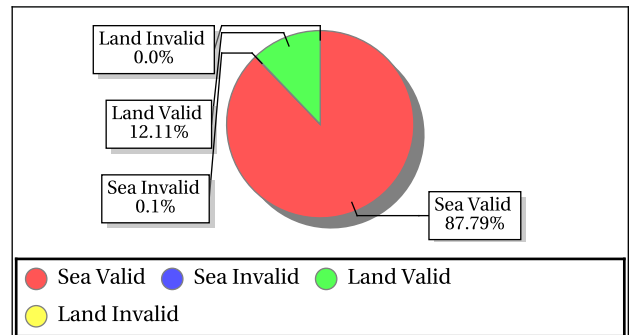 Land Invalid
0.0%
Land Valid
12.11%
Sea Invalid
0.1%
Sea Valid
87.79%
Sea Valid Sea Invalid Land Valid
Land Invalid